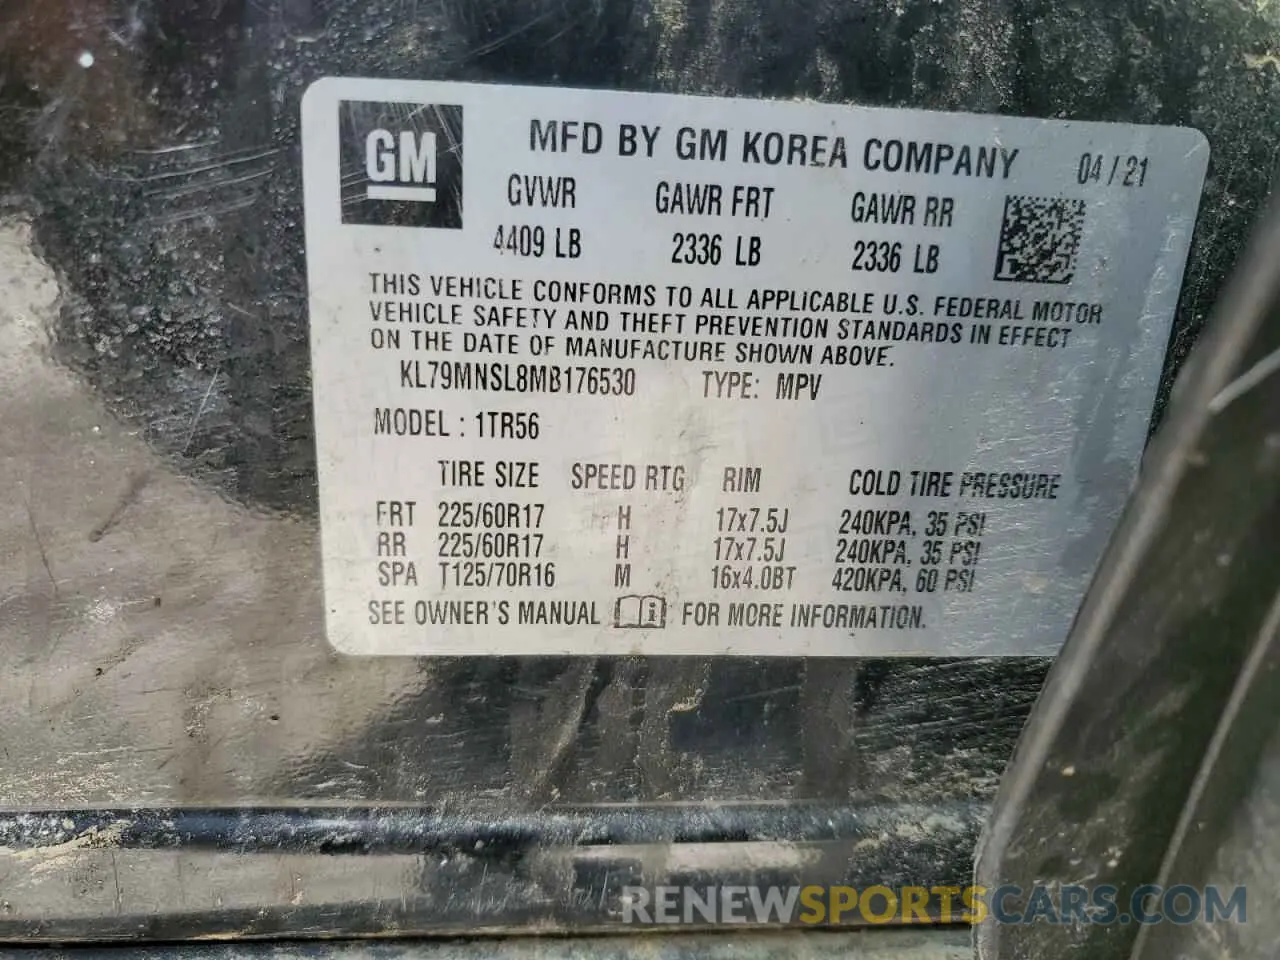 GM
MFD BY GM KOREA COMPANY 04/21
GVWR GAWR FRT GAWR RR
4409 LB 2336 LB 2336 LB
THIS VEHICLE CONFORMS TO ALL APPLICABLE U.S. FEDERAL MOTOR
VEHICLE SAFETY AND THEFT PREVENTION STANDARDS IN EFFECT
ON THE DATE OF MANUFACTURE SHOWN ABOVE.
KL79MNSL8MB176530 TYPE: MPV
MODEL : 1TR56
TIRE SIZE SPEED RTG RIM COLD TIRE PRESSURE
FRT 225/60R17 H 17x7.5J 240KPA, 35 PSI
RR 225/60R17 H 17x7.5J 240KPA, 35 PSI
SPA T125/70R16 M 16x4.0BT 420KPA, 60 PSI
SEE OWNER'S MANUAL FOR MORE INFORMATION.
RENEWSPORTSCARS.COM